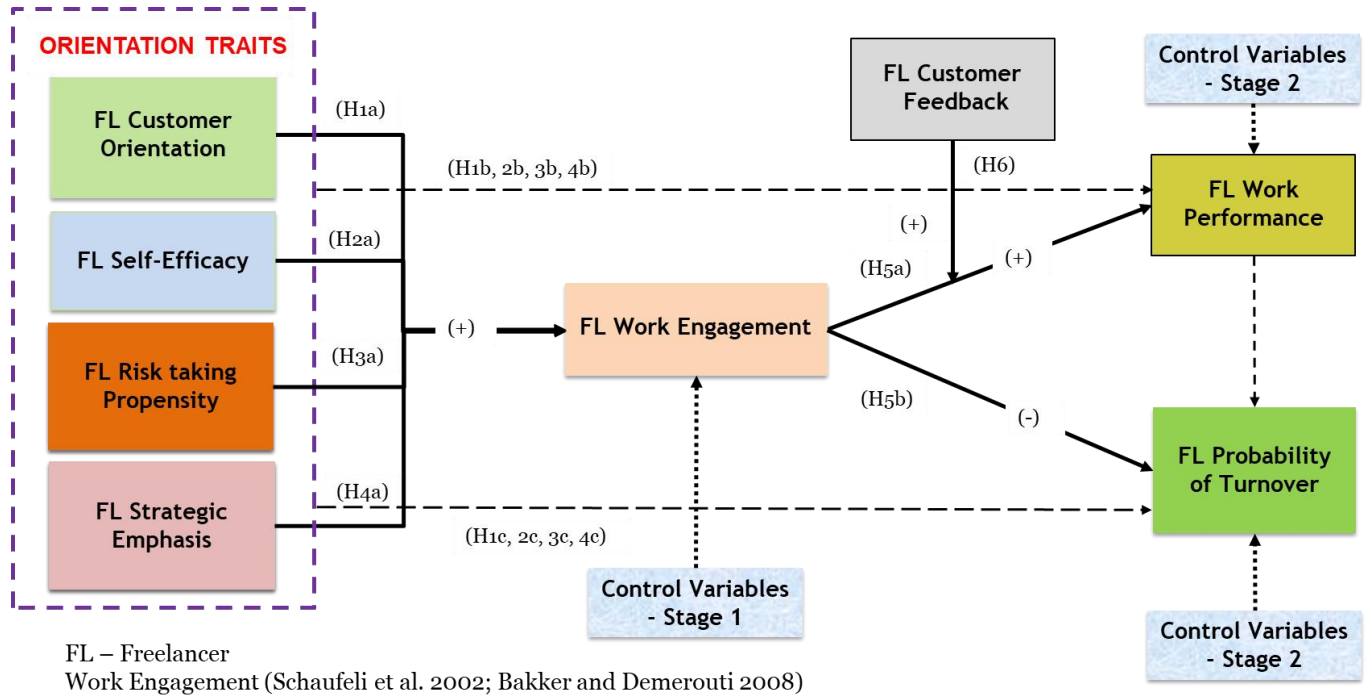 ORIENTATION TRAITS
FL Customer
Orientation
FL Self-Efficacy
FL Risk taking
Propensity
FL Strategic
Emphasis
(H1a)
(H2a)
(H3a)
(H4a)
(H1b, 2b, 3b, 4b)
(+)
(H1c, 2c, 3c, 4c)
FL Work Engagement
Control Variables
- Stage 1
FL Customer
Feedback
(H6)
(+)
(H5a)
(+)
(H5b)
(-)
Control Variables
- Stage 2
FL Work
Performance
FL Probability
of Turnover
Control Variables
- Stage 2
FL – Freelancer
Work Engagement (Schaufeli et al. 2002; Bakker and Demerouti 2008)